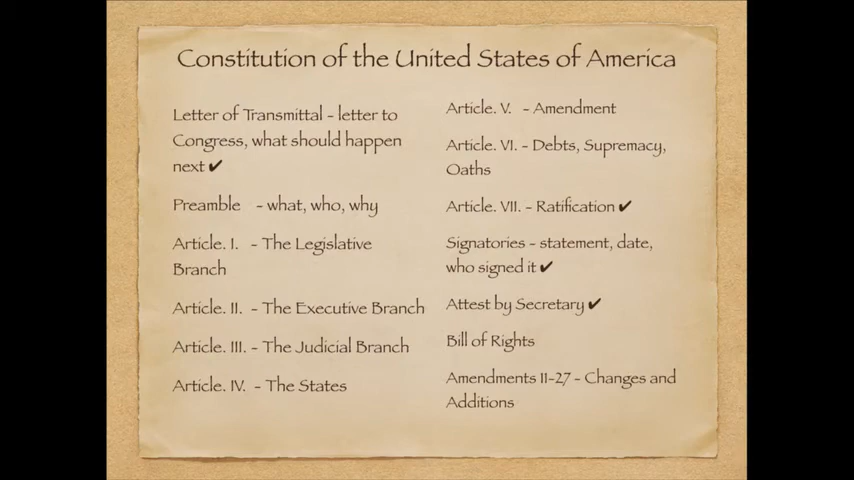 Constitution of the United States of America
Letter of Transmittal - letter to
Congress, what should happen
next ✔
Preamble - what, who, why
Article. I. - The Legislative
Branch
Article. II. - The Executive Branch
Article. III. - The Judicial Branch
Article. IV. - The States
Article. V. - Amendment
Article. VI. - Debts, Supremacy,
Oaths
Article. VII. - Ratification ✔
Signatories - statement, date,
who signed it ✔
Attest by Secretary ✔
Bill of Rights
Amendments 11-27 - Changes and
Additions